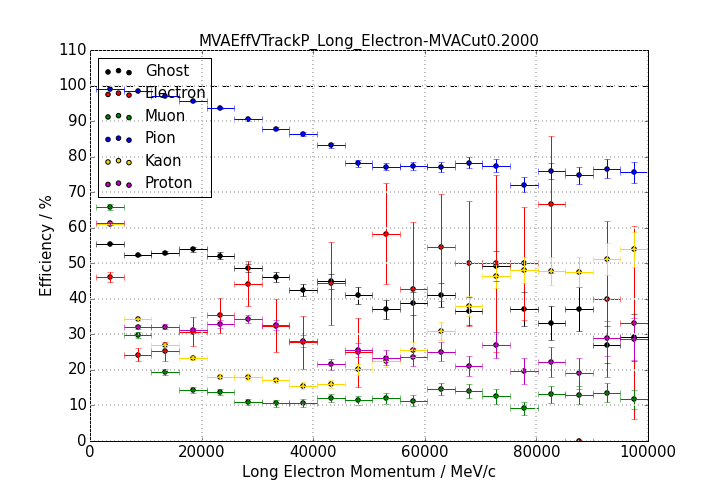 MVAEffVTrackP_Long_Electron-MVACut0.2000
110
100
90
80
70
60
50
40
30
20
10
0
Efficiency / %
Ghost
Electron
Muon
Pion
Kaon
Proton
0 20000 40000 60000 80000 100000
Long Electron Momentum / MeV/c